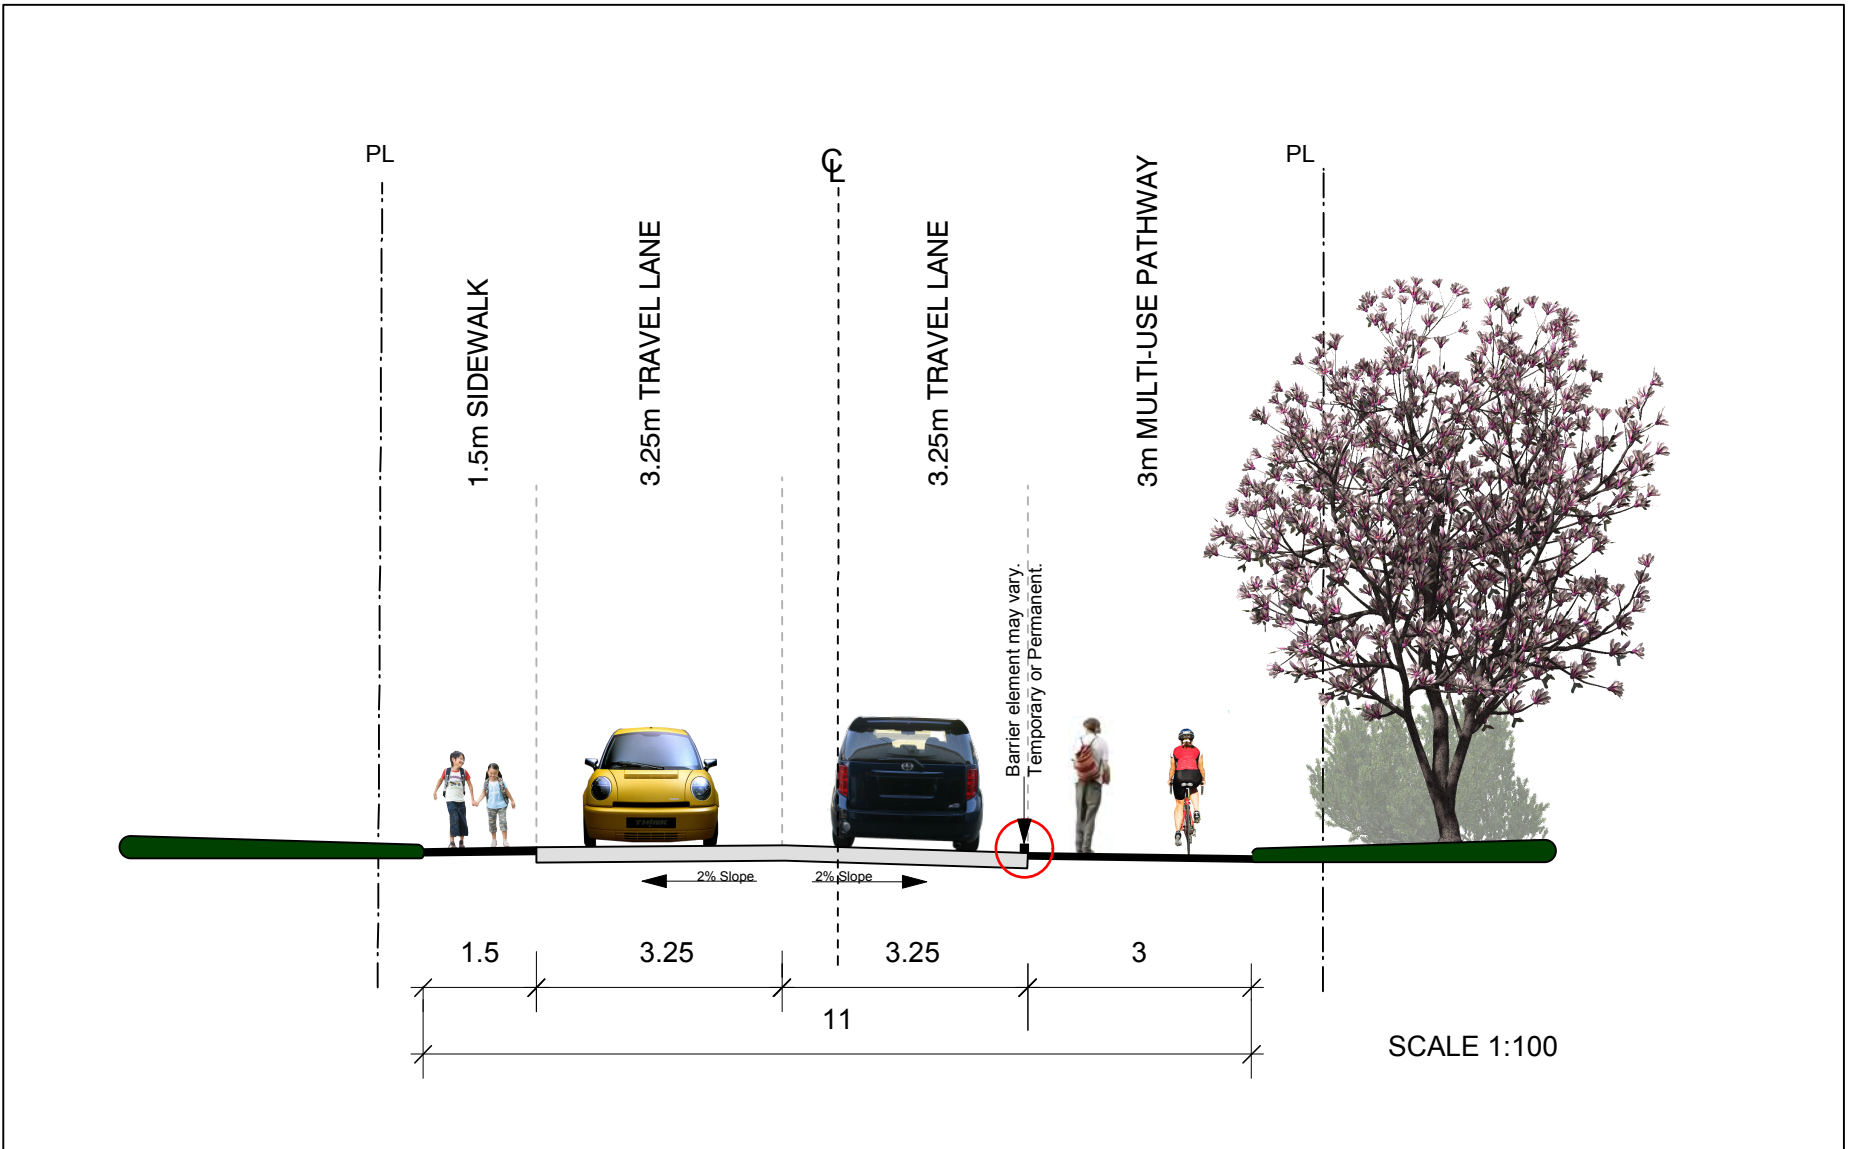 PL
℄
PL
1.5m SIDEWALK
3.25m TRAVEL LANE
3.25m TRAVEL LANE
3m MULTI-USE PATHWAY
Barrier element may vary.
Temporary or Permanent.
TH!NK
2% Slope
2% Slope
1.5
3.25
3.25
3
11
SCALE 1:100